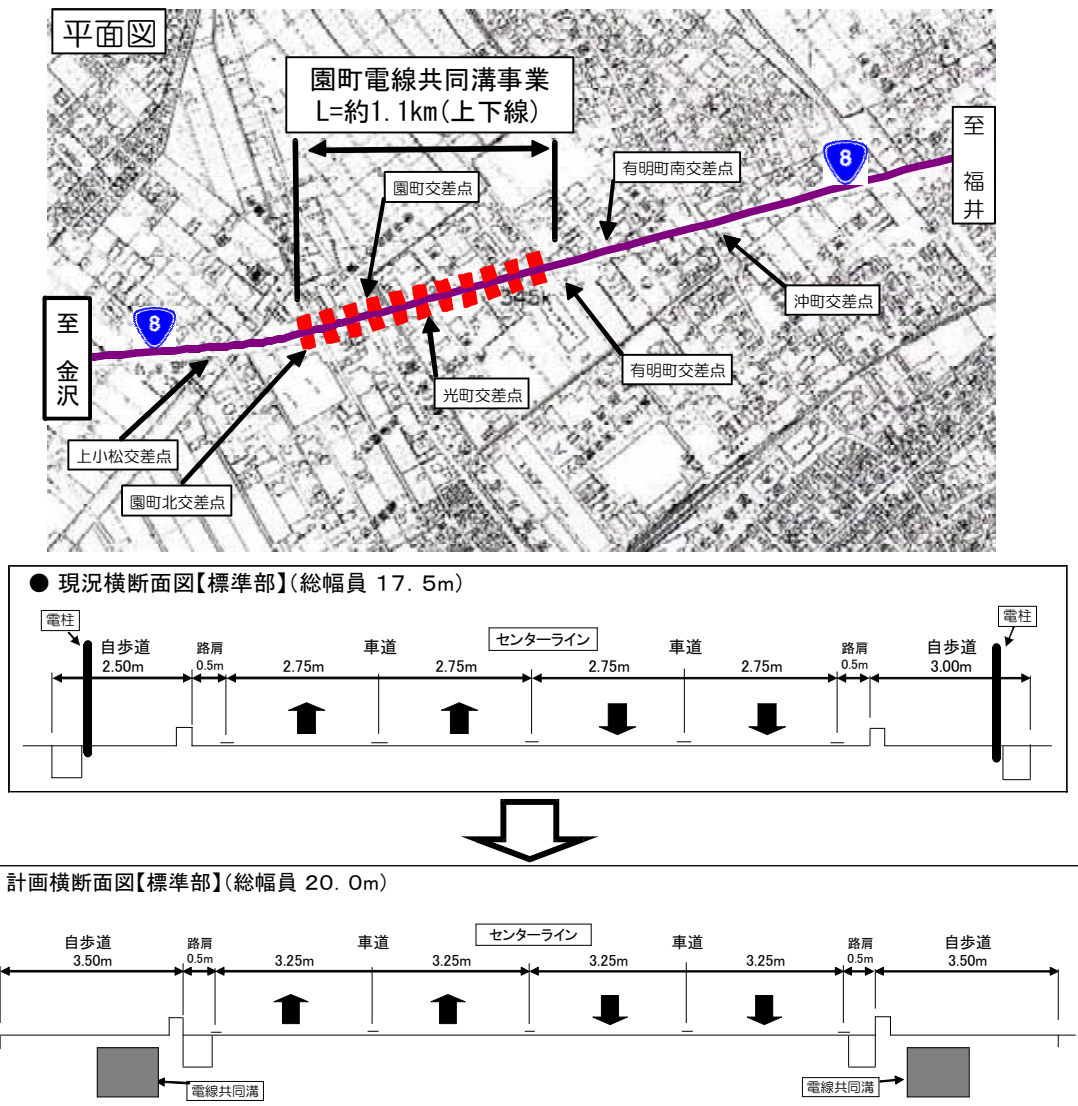 平面図
園町電線共同溝事業
L=約1.1km(上下線)
至 福井
8
有明町南交差点
園町交差点
沖町交差点
8
至 金沢
有明町交差点
光町交差点
上小松交差点
園町北交差点
● 現況横断面図【標準部】(総幅員 17.5m)
電柱
電柱
自歩道 路肩 車道 センターライン 車道 路肩 自歩道
2.50m 0.5m 2.75m 2.75m 2.75m 2.75m 0.5m 3.00m
計画横断面図【標準部】(総幅員 20.0m)
自歩道 路肩 車道 センターライン 車道 路肩 自歩道
3.50m 0.5m 3.25m 3.25m 3.25m 3.25m 0.5m 3.50m
電線共同溝 電線共同溝